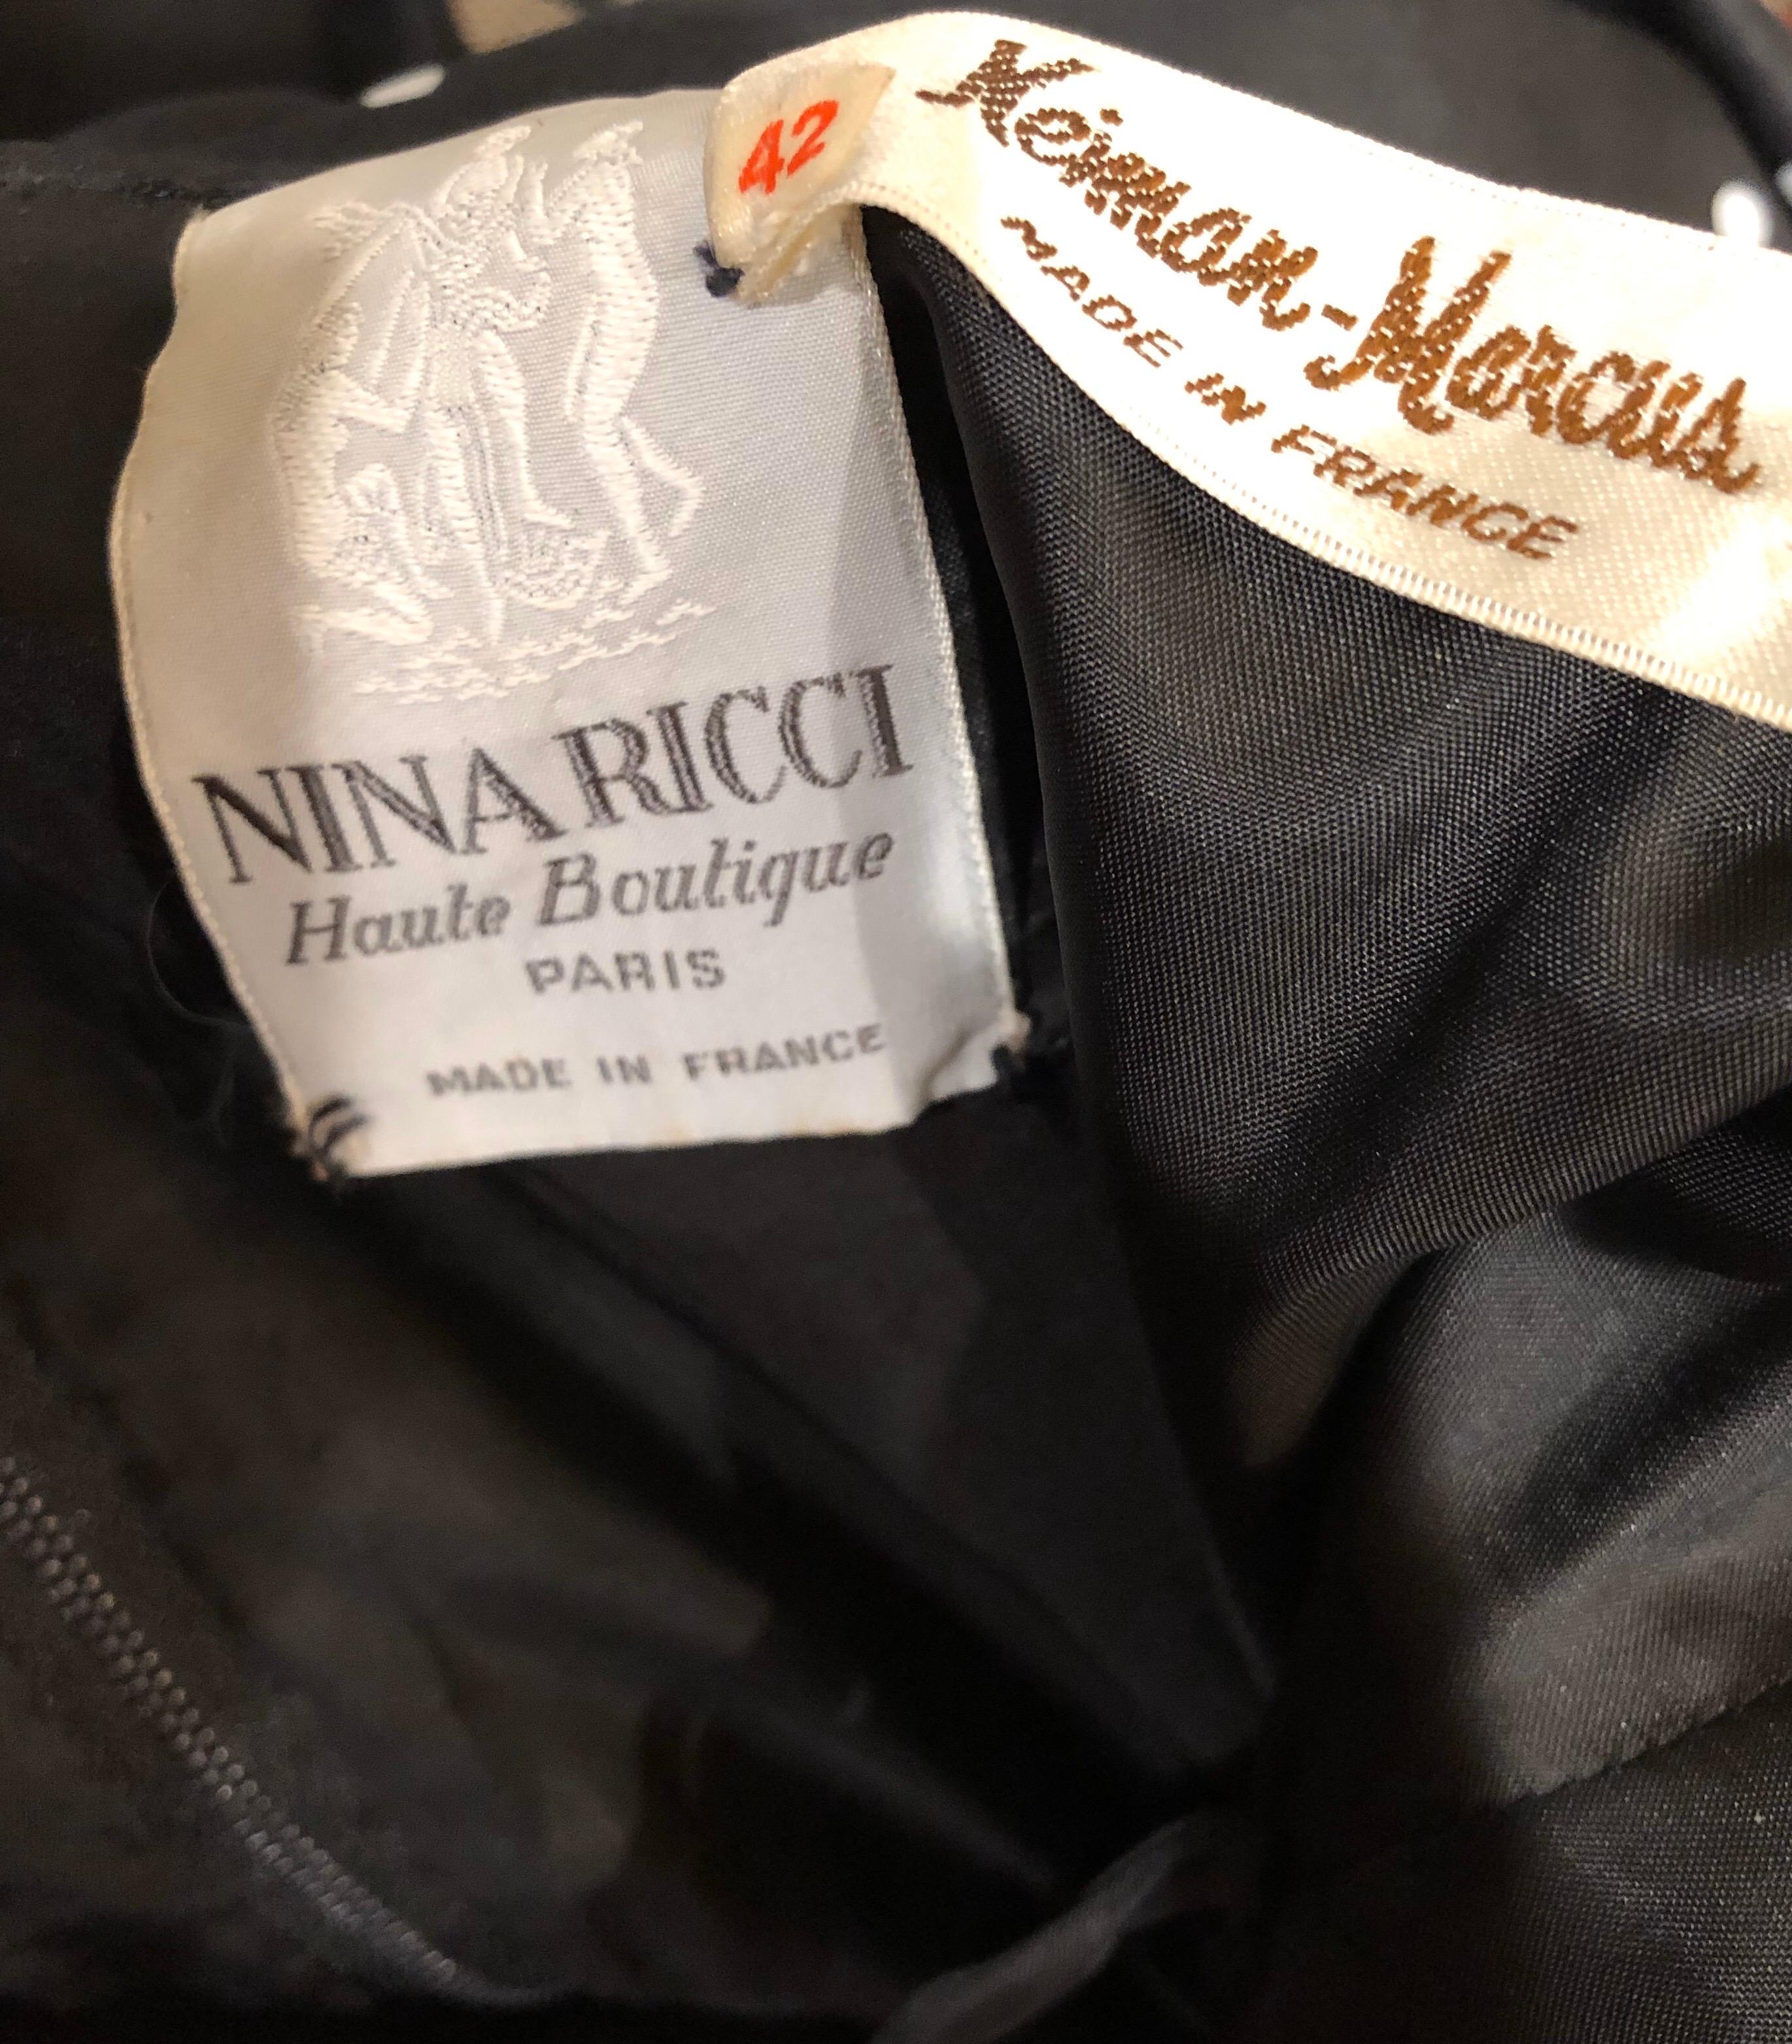 NINA RICCI
Haute Boutique
PARIS
MADE IN FRANCE
42
Neiman-Marcus
MADE IN FRANCE